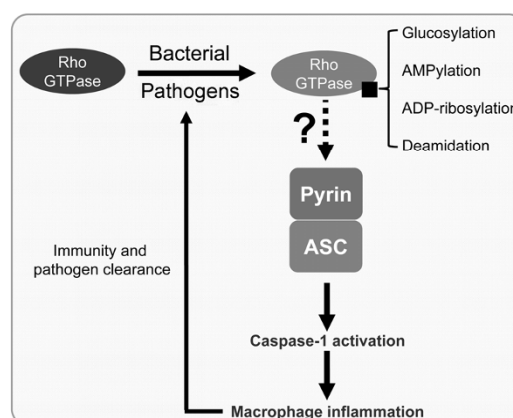 Rho
GTPase
Bacterial
Pathogens
Rho
GTPase
Glucosylation
AMPylation
ADP-ribosylation
Deamidation
?
Pyrin
ASC
Immunity and
pathogen clearance
Caspase-1 activation
Macrophage inflammation